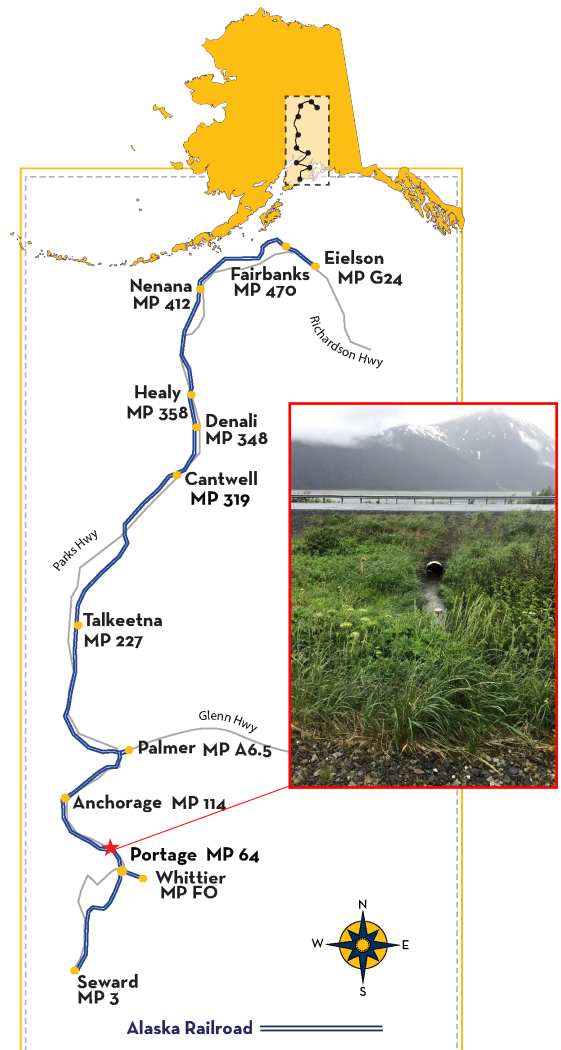 Eielson
MP G24
Fairbanks
MP 470
Nenana
MP 412
Richardson Hwy
Healy
MP 358
Denali
MP 348
Cantwell
MP 319
Parks Hwy
Talkeetna
MP 227
Glenn Hwy
Palmer MP A6.5
Anchorage MP 114
Portage MP 64
Whittier
MP FO
N
W
E
S
Seward
MP 3
Alaska Railroad